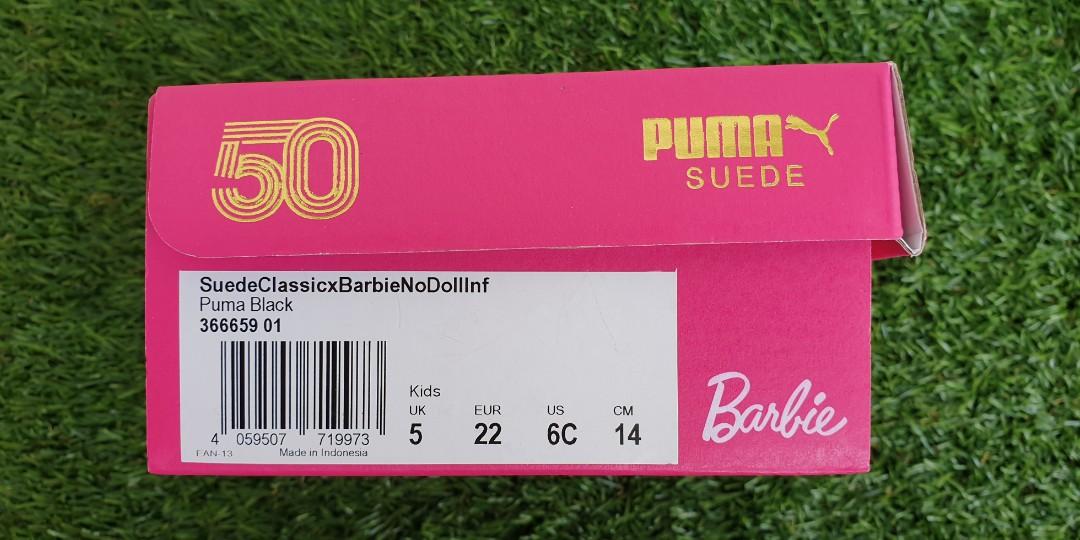 50
PUMA
SUEDE
SuedeClassicxBarbieNoDollInf
Puma Black
366659 01
Kids
UK EUR US CM
5 22 6C 14
4 059507 719973
EAN-13 Made in Indonesia
Barbie